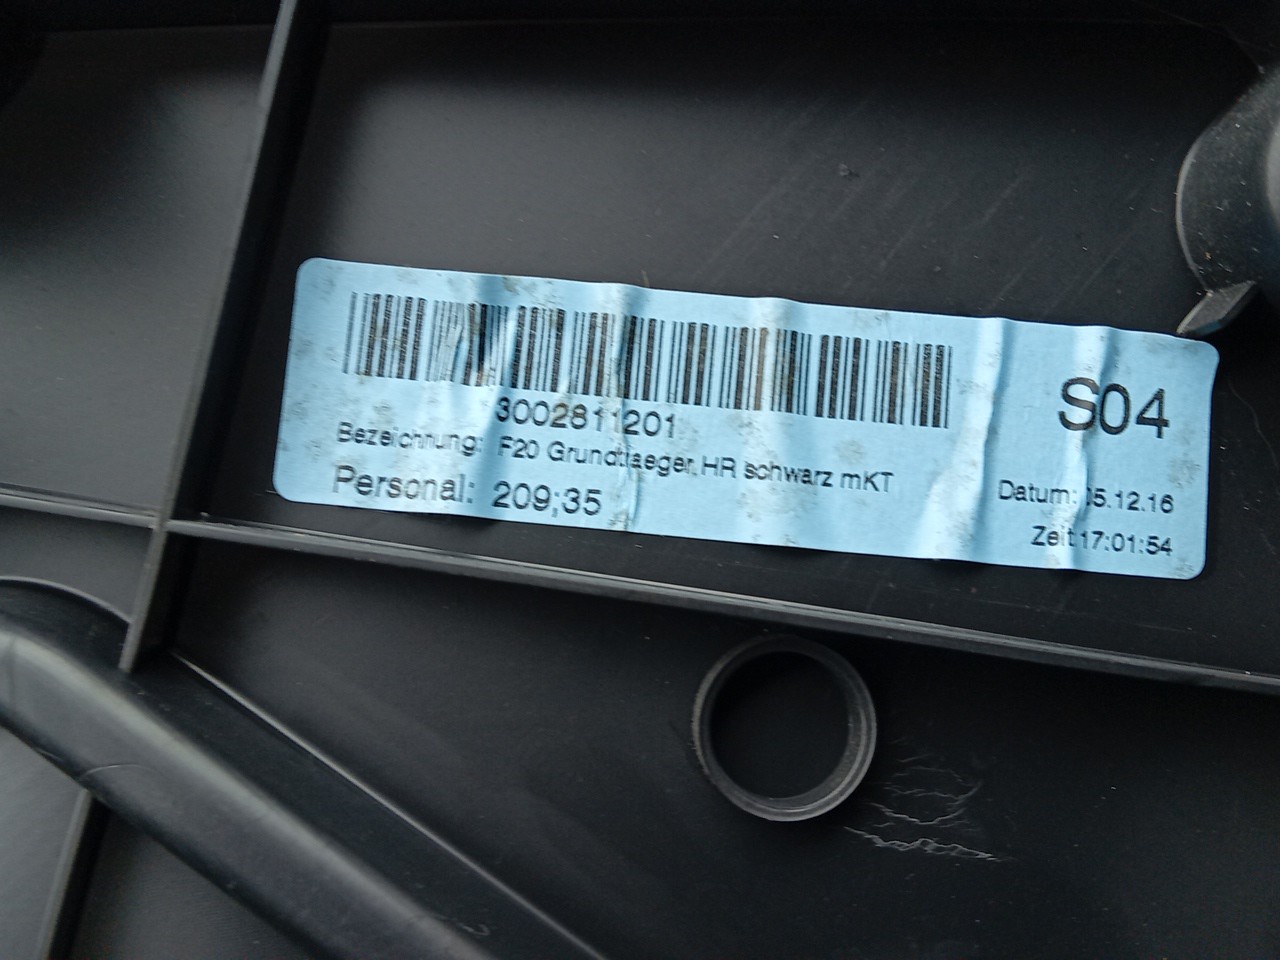 3002811201
S04
Bezeichnung: F20 Grundtraeger HR schwarz mKT
Personal: 209;35
Datum: 05.12.16
Zeit 17:01:54